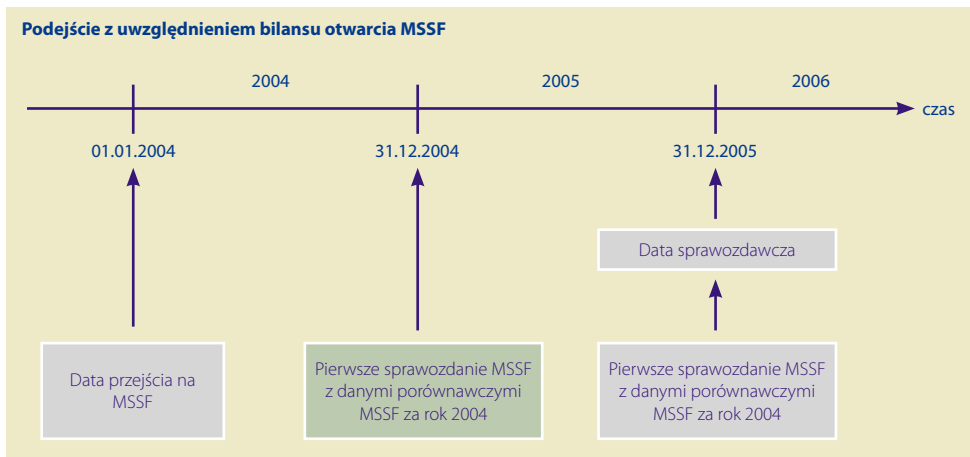 Podejście z uwzględnieniem bilansu otwarcia MSSF
2004
2005
2006
czas
01.01.2004
31.12.2004
31.12.2005
Data sprawozdawcza
Data przejścia na
MSSF
Pierwsze sprawozdanie MSSF
z danymi porównawczymi
MSSF za rok 2004
Pierwsze sprawozdanie MSSF
z danymi porównawczymi
MSSF za rok 2004